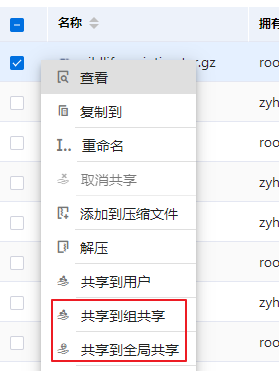 名称 拥有
.gz roo
查看
zyh
复制到
roo
重命名
取消共享
zyh
添加到压缩文件
zyh
解压
roo
共享到用户
共享到组共享
zyh
共享到全局共享
roo